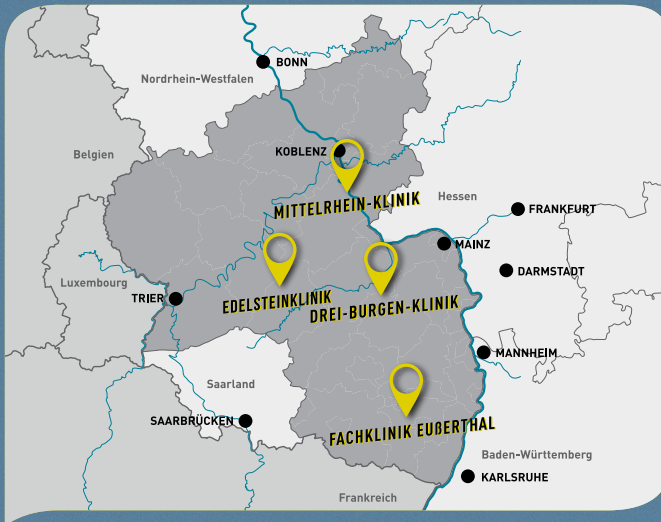 BONN
Nordrhein-Westfalen
KOBLENZ
Belgien
MITTELRHEIN-KLINIK
Hessen
FRANKFURT
MAINZ
DARMSTADT
Luxembourg
TRIER
EDELSTEINKLINIK
DREI-BURGEN-KLINIK
MANNHEIM
Saarland
SAARBRÜCKEN
FACHKLINIK EUßERTHAL
Baden-Württemberg
KARLSRUHE
Frankreich